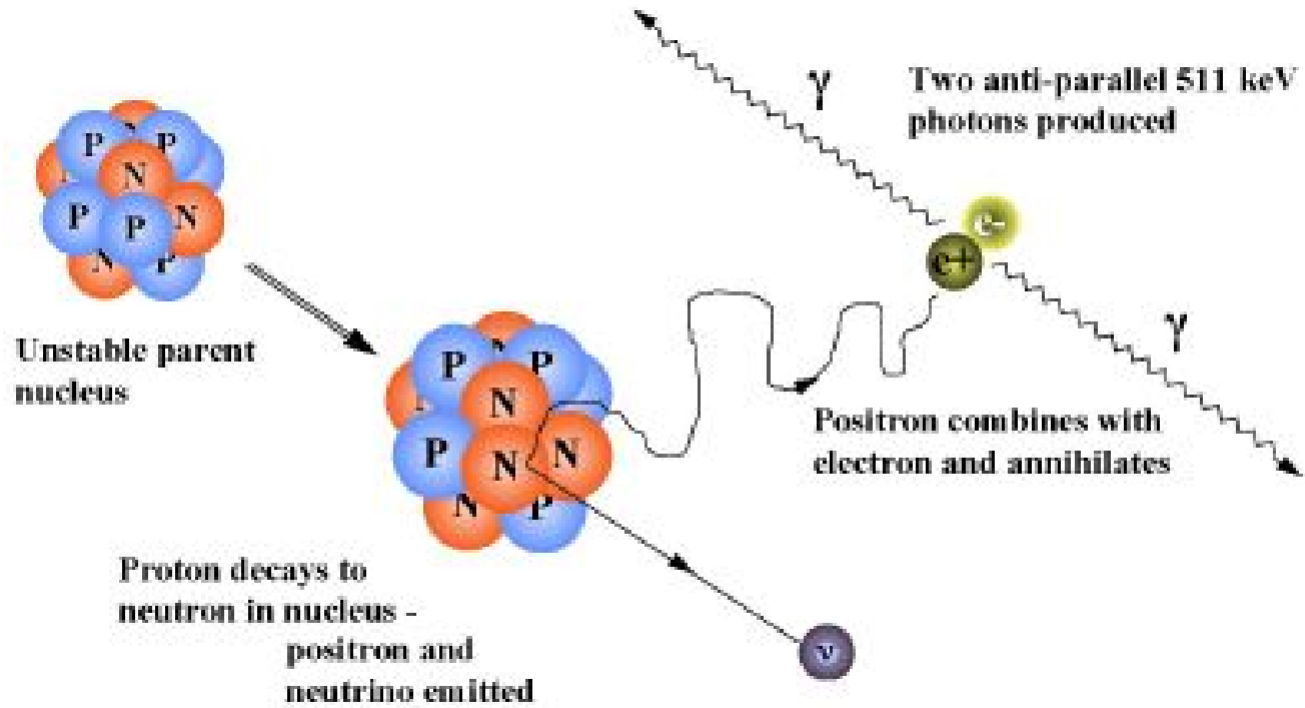 γ
Two anti-parallel 511 keV
photons produced
N
P
P
N
N
P
P
N
N
P
e-
e+
Unstable parent
nucleus
γ
N
P
P
N
N
P
N
N
N
P
Positron combines with
electron and annihilates
Proton decays to
neutron in nucleus -
positron and
neutrino emitted
ν